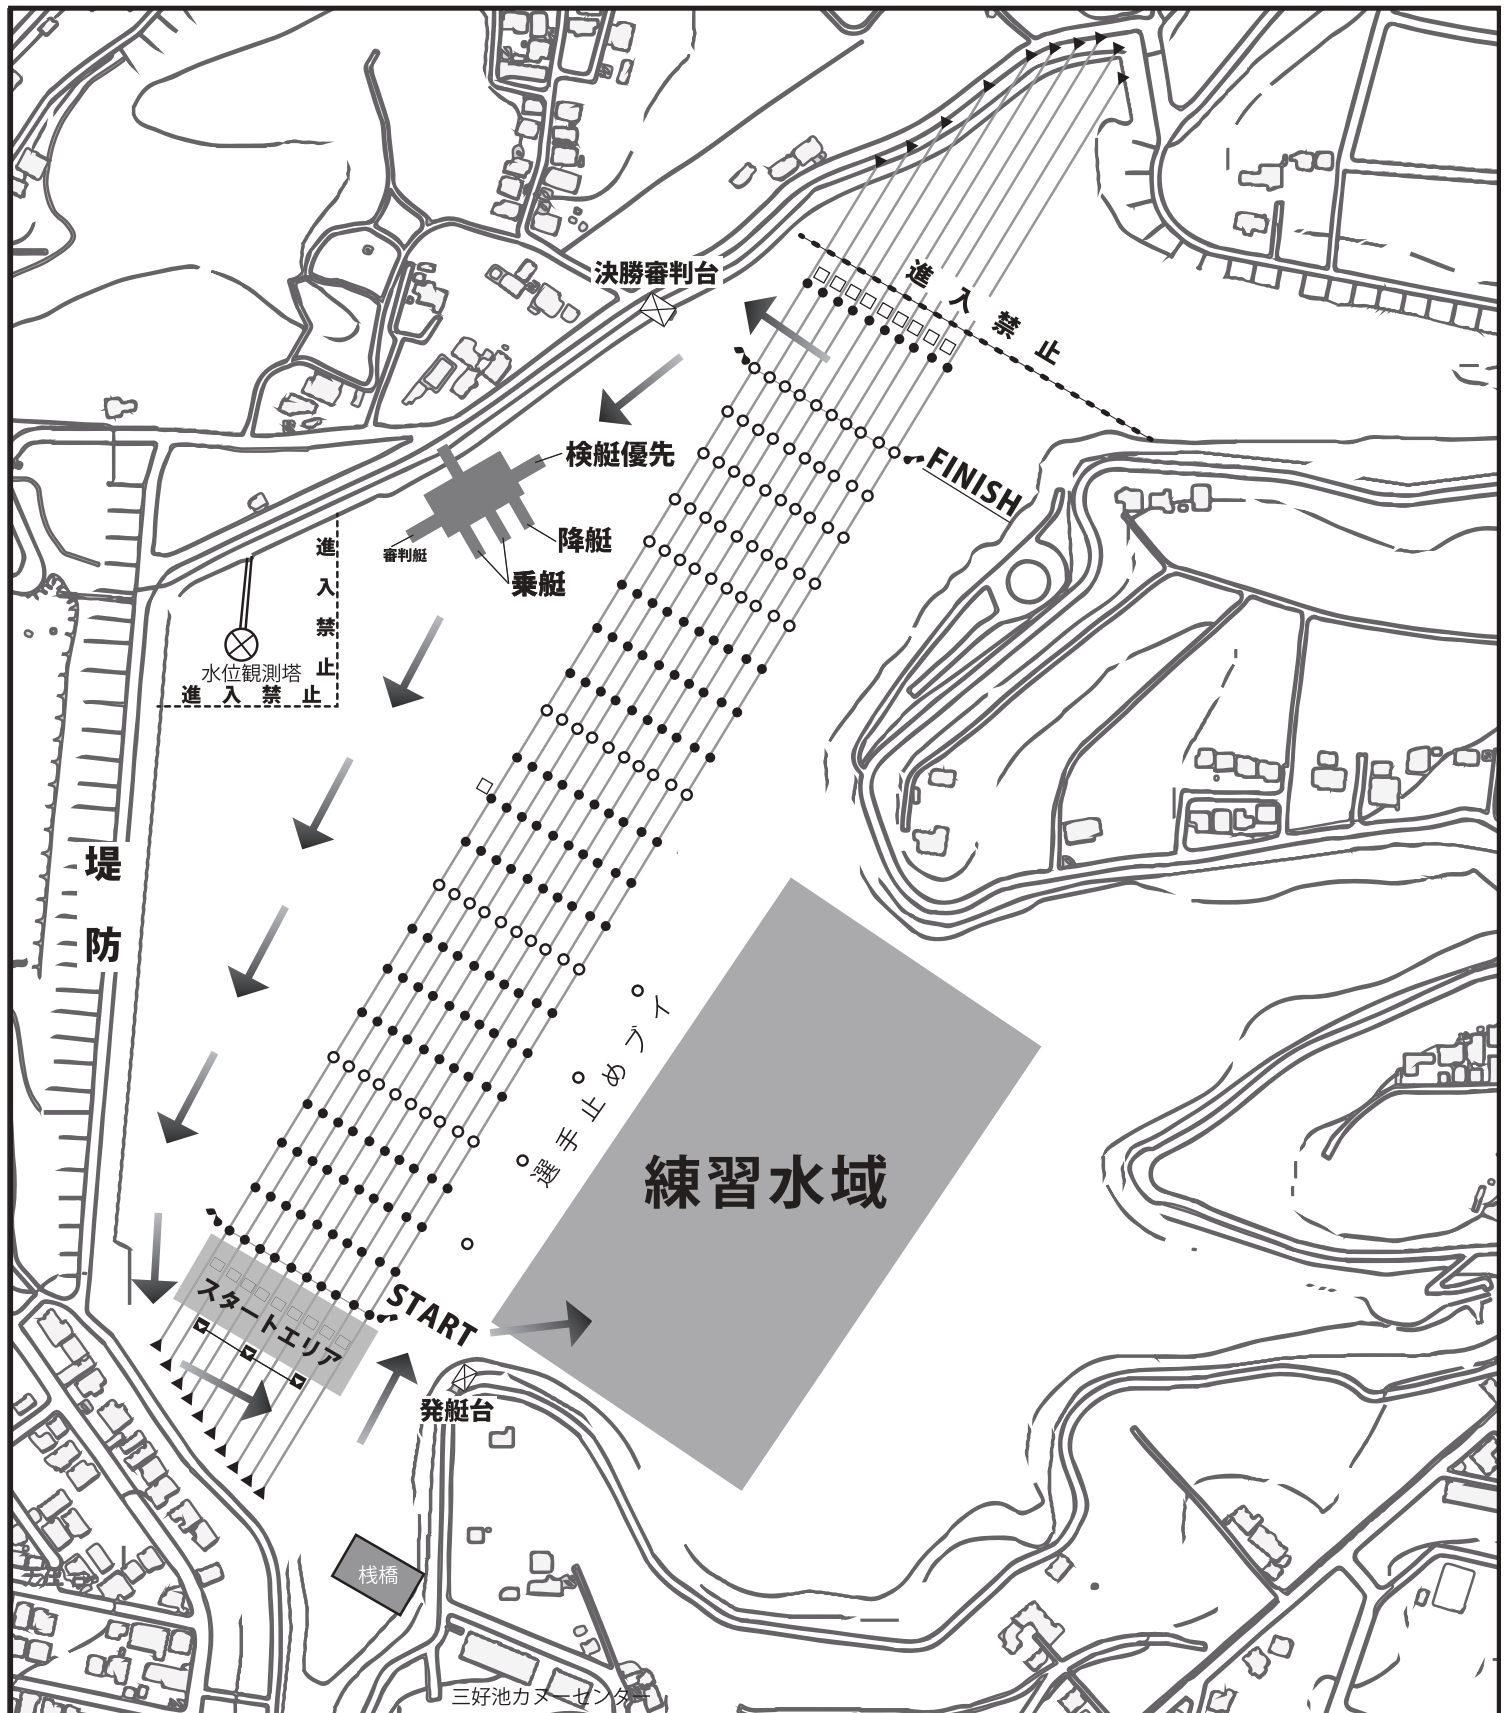 決勝審判台
進入禁止
検艇優先
FINISH
降艇
審判艇
乗艇
進入禁止
水位観測塔
進入禁止
堤防
選手止めブイ
練習水域
START
スタートエリア
発艇台
桟橋
三好池カヌーセンター